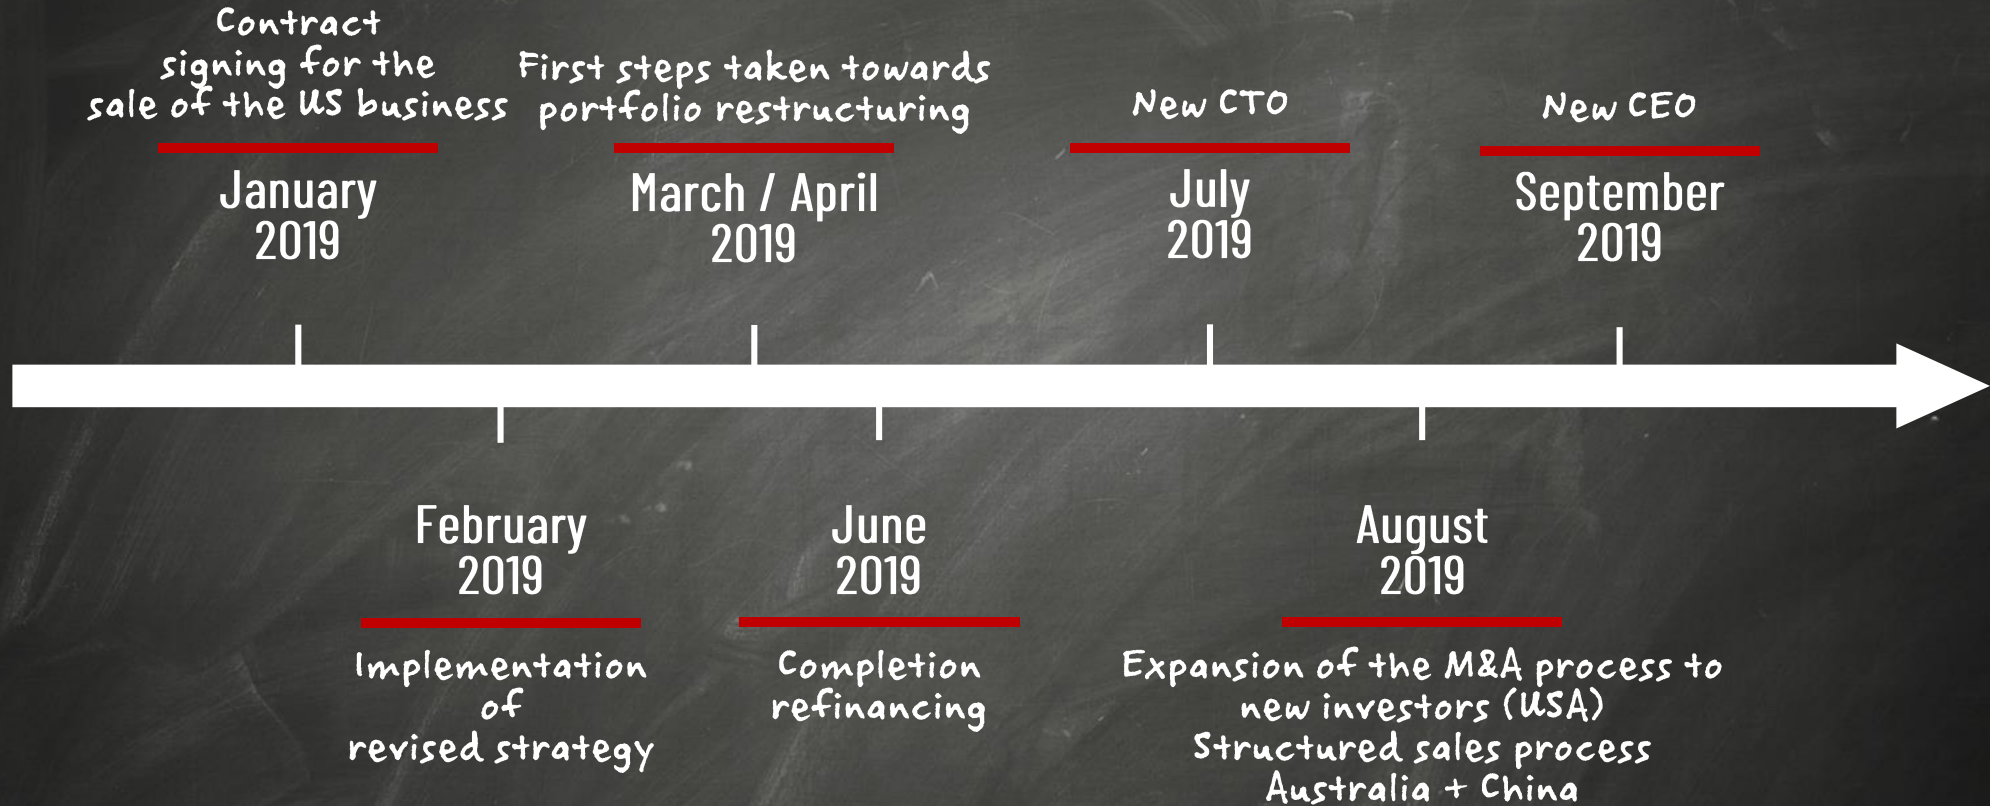 Contract
signing for the
sale of the US business
January
2019
First steps taken towards
portfolio restructuring
March / April
2019
New CTO
July
2019
New CEO
September
2019
February
2019
Implementation
of
revised strategy
June
2019
Completion
refinancing
August
2019
Expansion of the M&A process to
new investors (USA)
Structured sales process
Australia + China